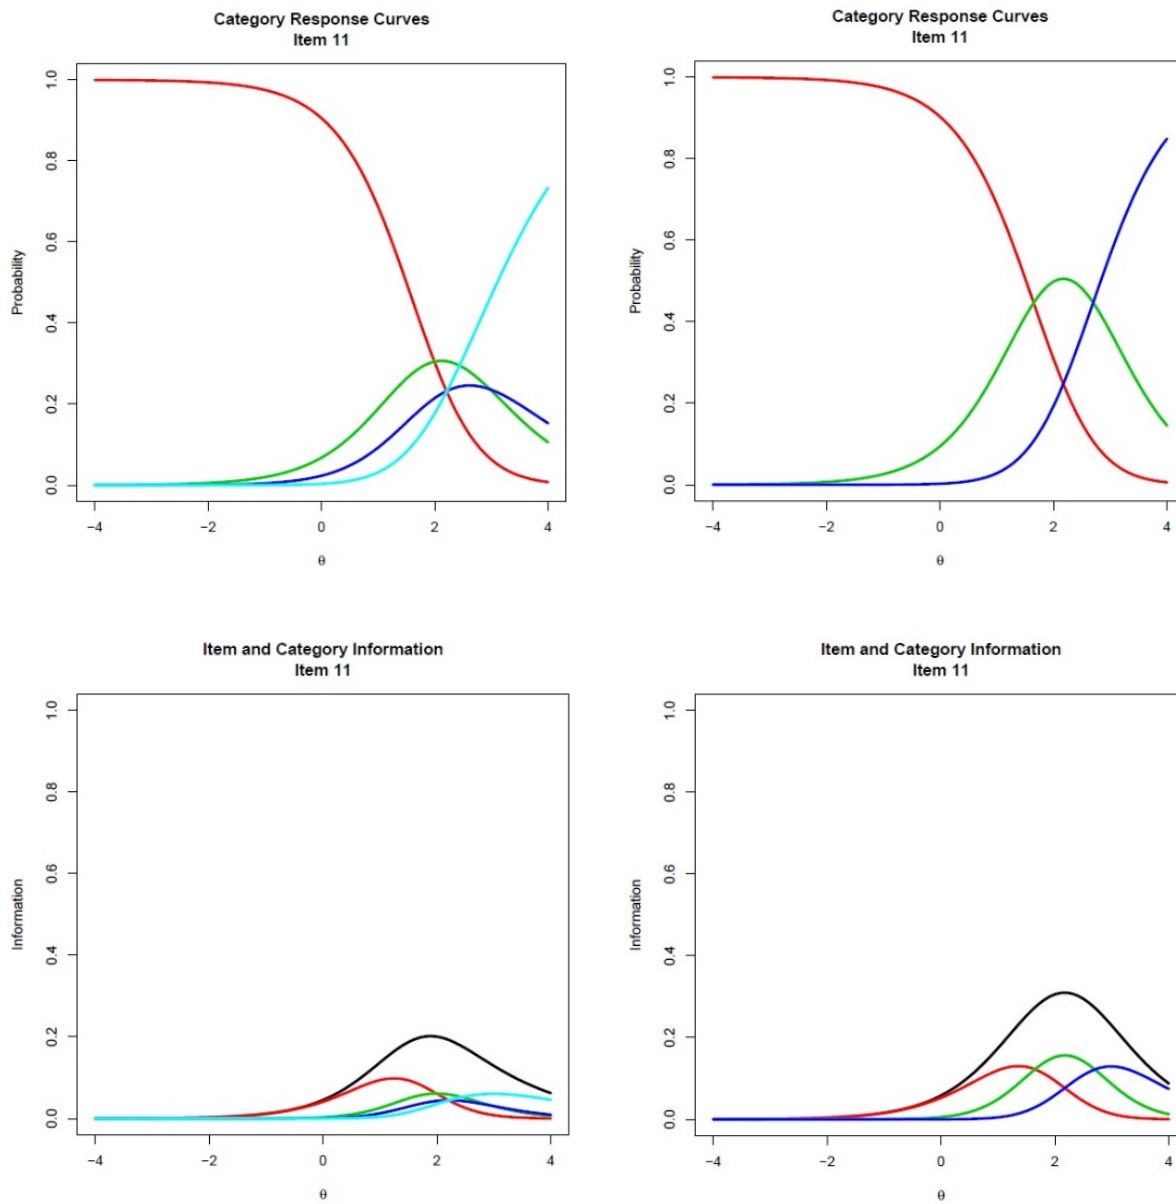 Category Response Curves
Item 11
Probability
1.0
0.8
0.6
0.4
0.2
0.0
−4
−2
0
2
4
θ
Category Response Curves
Item 11
Probability
1.0
0.8
0.6
0.4
0.2
0.0
−4
−2
0
2
4
θ
Item and Category Information
Item 11
Information
1.0
0.8
0.6
0.4
0.2
0.0
−4
−2
0
2
4
θ
Item and Category Information
Item 11
Information
1.0
0.8
0.6
0.4
0.2
0.0
−4
−2
0
2
4
θ